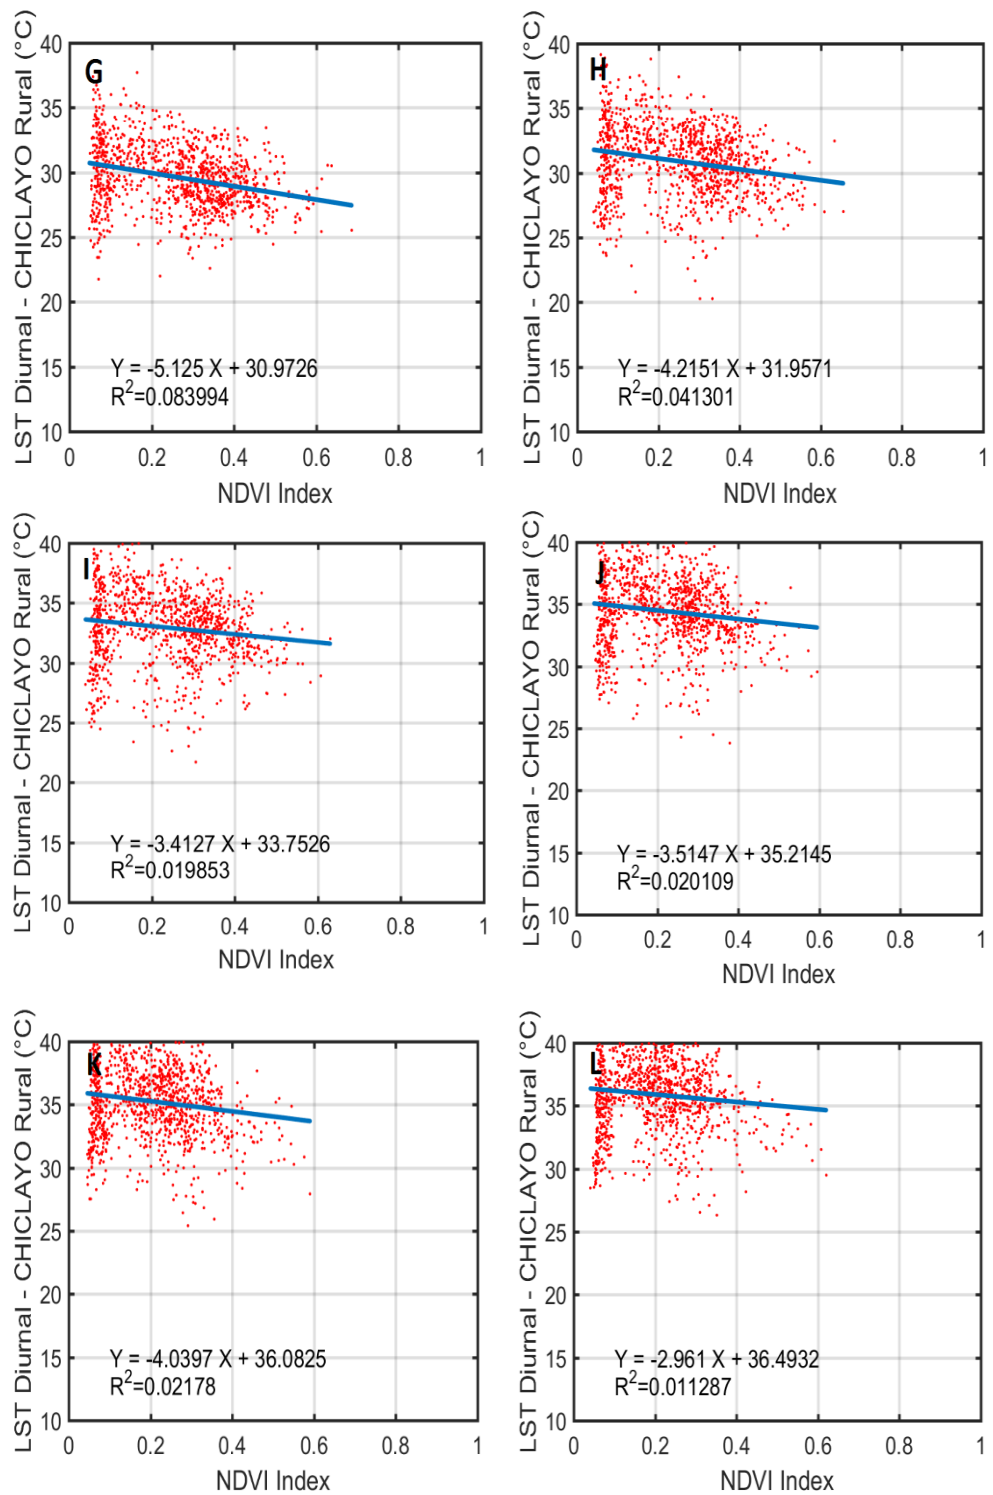 G
LST Diurnal - CHICLAYO Rural (°C)
40
35
30
25
20
15
10
Y = -5.125 X + 30.9726
R²=0.083994
0 0.2 0.4 0.6 0.8 1
NDVI Index
H
LST Diurnal - CHICLAYO Rural (°C)
40
35
30
25
20
15
10
Y = -4.2151 X + 31.9571
R²=0.041301
0 0.2 0.4 0.6 0.8 1
NDVI Index
I
LST Diurnal - CHICLAYO Rural (°C)
40
35
30
25
20
15
10
Y = -3.4127 X + 33.7526
R²=0.019853
0 0.2 0.4 0.6 0.8 1
NDVI Index
J
LST Diurnal - CHICLAYO Rural (°C)
40
35
30
25
20
15
10
Y = -3.5147 X + 35.2145
R²=0.020109
0 0.2 0.4 0.6 0.8 1
NDVI Index
K
LST Diurnal - CHICLAYO Rural (°C)
40
35
30
25
20
15
10
Y = -4.0397 X + 36.0825
R²=0.02178
0 0.2 0.4 0.6 0.8 1
NDVI Index
L
LST Diurnal - CHICLAYO Rural (°C)
40
35
30
25
20
15
10
Y = -2.961 X + 36.4932
R²=0.011287
0 0.2 0.4 0.6 0.8 1
NDVI Index